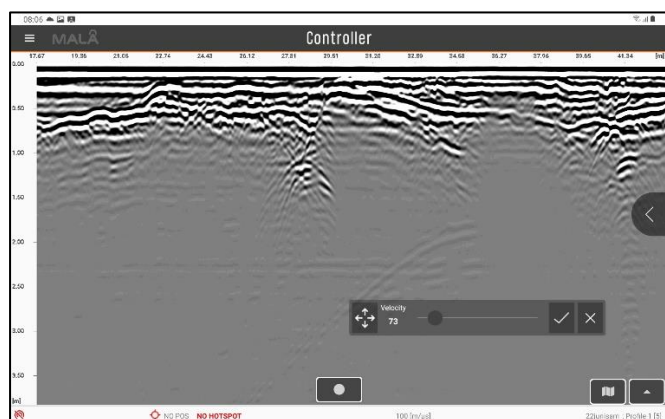 08:06
MALÅ
Controller
17.67 19.36 21.05 22.74 24.43 26.12 27.81 29.51 31.20 32.89 34.58 36.27 37.96 39.65 41.34 [m]
0.00
0.50
1.00
1.50
2.00
2.50
3.00
3.50
[m]
Velocity
73
NO POS NO HOTSPOT 100 [m/µs] 22junisem : Profile 1 [5]